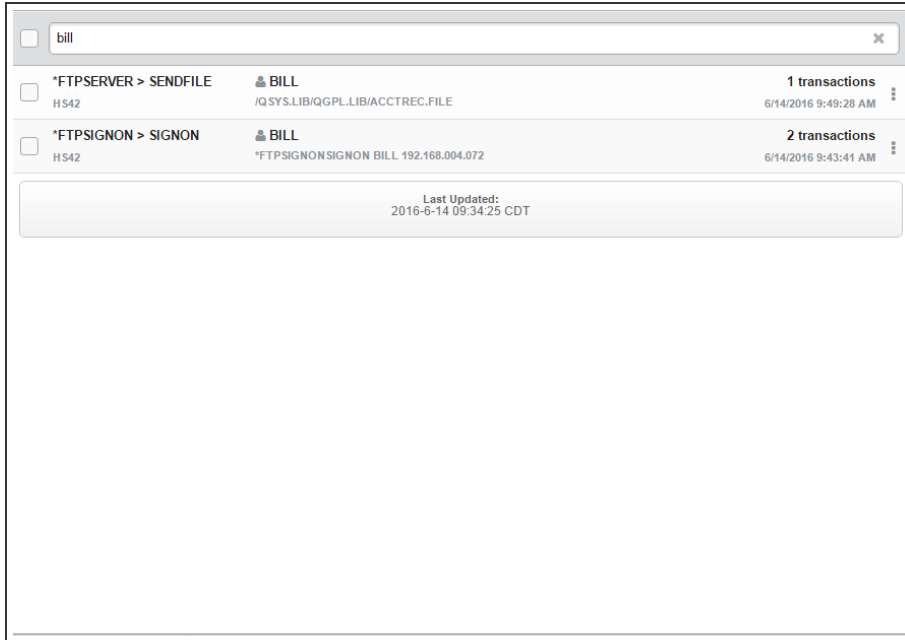 bill
*FTPSERVER > SENDFILE BILL 1 transactions
HS42 /QSYS.LIB/QGPL.LIB/ACCTREC.FILE 6/14/2016 9:49:28 AM
*FTPSIGNON > SIGNON BILL 2 transactions
HS42 *FTPSIGNONSIGNON BILL 192.168.004.072 6/14/2016 9:43:41 AM
Last Updated:
2016-6-14 09:34:25 CDT